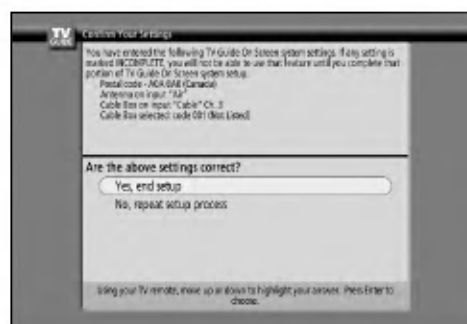 TV
GUIDE
Confirm Your Settings
You have entered the following TV Guide On Screen system settings. If any setting is
marked INCOMPLETE, you will not be able to use that feature until you complete that
portion of TV Guide On Screen system setup.
Postal code - A0A 0A0 (Canada)
Antenna on input "Air"
Cable Box on input "Cable" Ch. 3
Cable Box selected: code 001 (Not Listed)
Are the above settings correct?
Yes, end setup
No, repeat setup process
Using your TV remote, move up or down to highlight your answer. Press Enter to
choose.